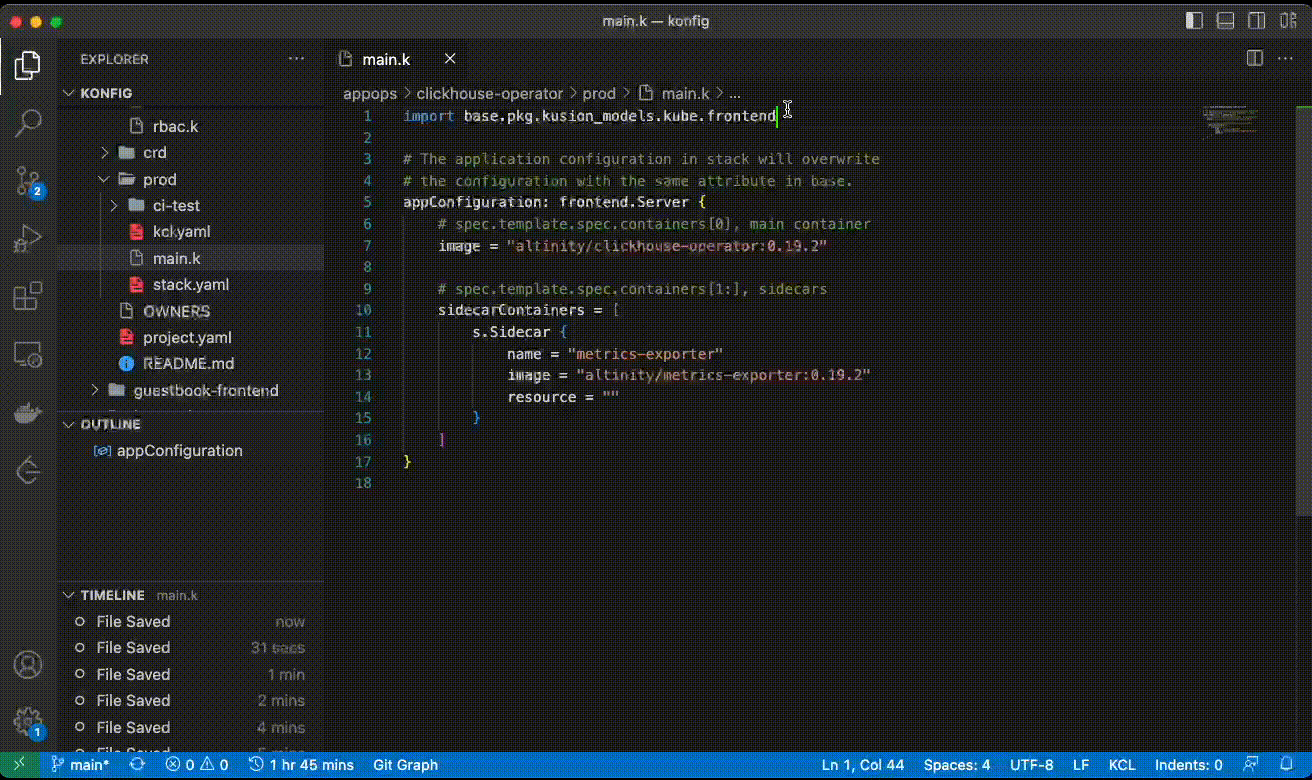 main.k — konfig
EXPLORER
KONFIG
rbac.k
crd
prod
ci-test
kcl.yaml
main.k
stack.yaml
OWNERS
project.yaml
README.md
guestbook-frontend
OUTLINE
appConfiguration
TIMELINE main.k
File Saved now
File Saved 31 secs
File Saved 1 min
File Saved 2 mins
File Saved 4 mins
File Saved 5 mins
2
1
main.k
appops > clickhouse-operator > prod > main.k > ...
1 import base.pkg.kusion_models.kube.frontend
2
3 # The application configuration in stack will overwrite
4 # the configuration with the same attribute in base.
5 appConfiguration: frontend.Server {
6 # spec.template.spec.containers[0], main container
7 image = "altinity/clickhouse-operator:0.19.2"
8
9 # spec.template.spec.containers[1:], sidecars
10 sidecarContainers = [
11 s.Sidecar {
12 name = "metrics-exporter"
13 image = "altinity/metrics-exporter:0.19.2"
14 resource = ""
15 }
16 ]
17 }
18
main* 0 0 1 hr 45 mins Git Graph Ln 1, Col 44 Spaces: 4 UTF-8 LF KCL Indents: 0